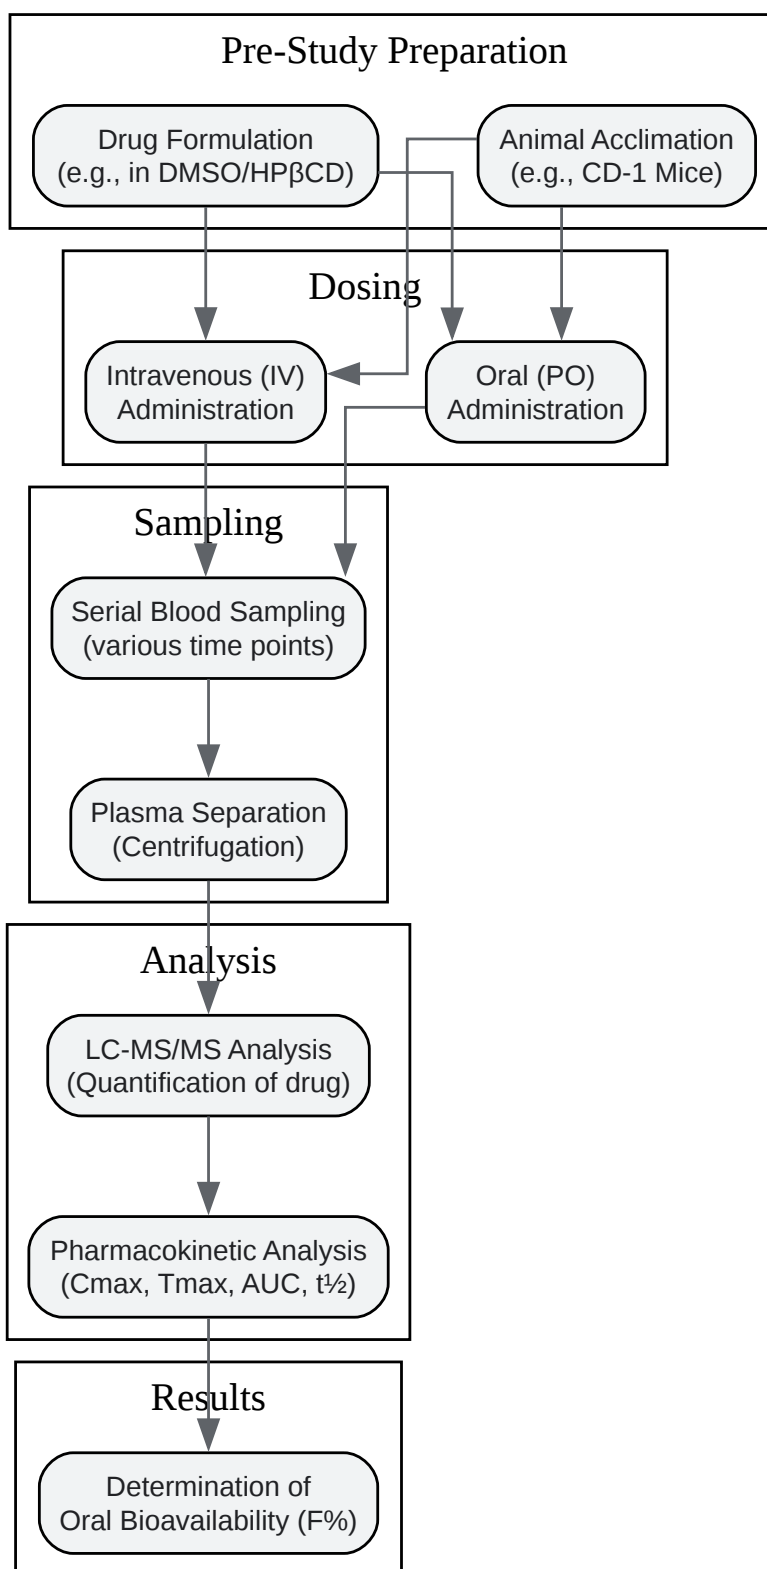 Pre-Study Preparation
Drug Formulation
(e.g., in DMSO/HPβCD)
Animal Acclimation
(e.g., CD-1 Mice)
Dosing
Intravenous (IV)
Administration
Oral (PO)
Administration
Sampling
Serial Blood Sampling
(various time points)
Plasma Separation
(Centrifugation)
Analysis
LC-MS/MS Analysis
(Quantification of drug)
Pharmacokinetic Analysis
(Cmax, Tmax, AUC, t½)
Results
Determination of
Oral Bioavailability (F%)